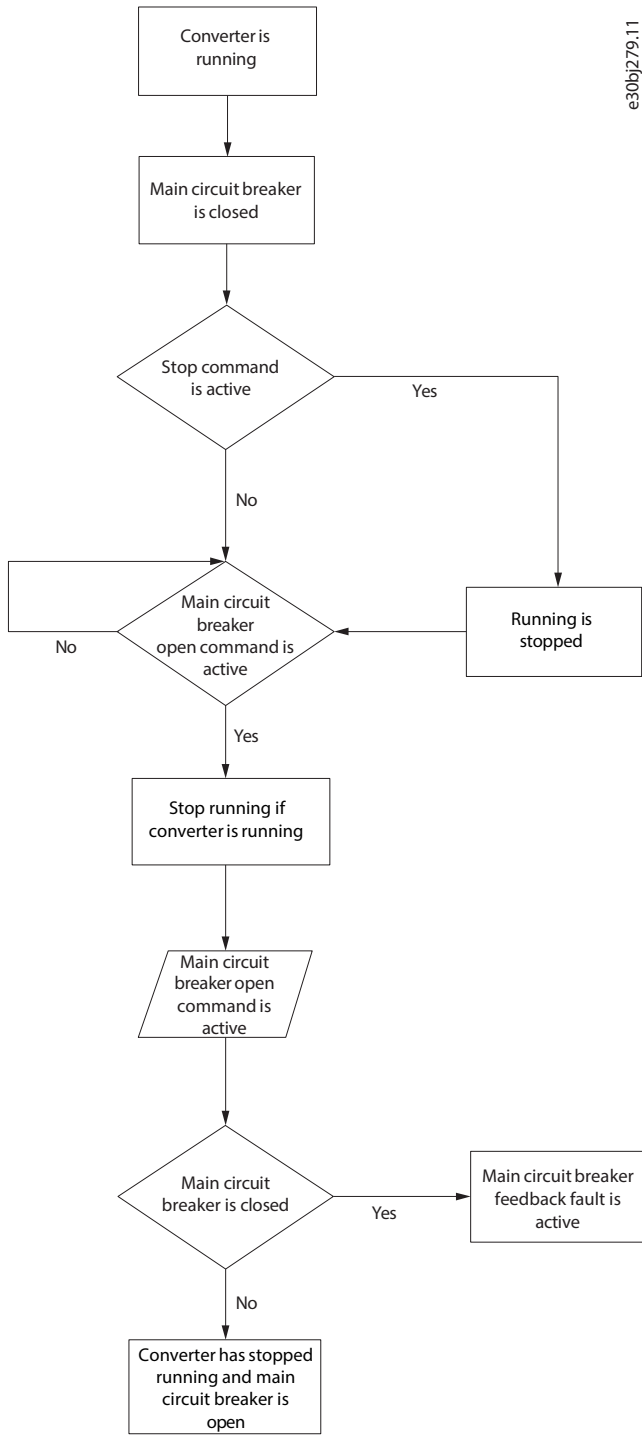 e30bj279.11
Converter is
running
Main circuit breaker
is closed
Stop command
is active
Yes
No
Main circuit
breaker
open command is
active
No
Running is
stopped
Yes
Stop running if
converter is running
Main circuit
breaker open
command is
active
Main circuit
breaker is closed
Yes
Main circuit breaker
feedback fault is
active
No
Converter has stopped
running and main
circuit breaker is
open